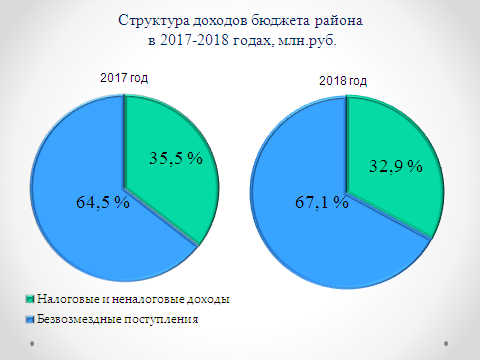 Структура доходов бюджета района
в 2017-2018 годах, млн.руб.
2017 год
2018 год
35,5 %
64,5 %
32,9 %
67,1 %
Налоговые и неналоговые доходы
Безвозмездные поступления